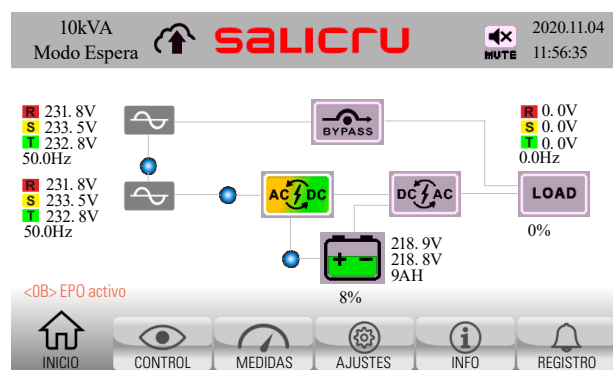 10kVA
Modo Espera
salicru
MUTE
2020.11.04
11:56:35
R 231. 8V
S 233. 5V
T 232. 8V
50.0Hz
BYPASS
R 0. 0V
S 0. 0V
T 0. 0V
0.0Hz
R 231. 8V
S 233. 5V
T 232. 8V
50.0Hz
AC DC
DC AC
LOAD
0%
218. 9V
218. 8V
9AH
8%
<0B> EPO activo
INICIO
CONTROL
MEDIDAS
AJUSTES
INFO
REGISTRO